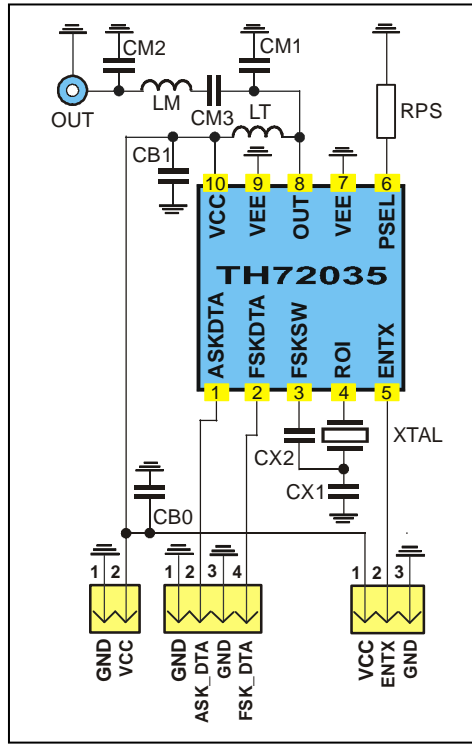 CM2
CM1
OUT
LM
CM3
LT
RPS
CB1
10 9 8 7 6
VCC VEE OUT VEE PSEL
TH72035
ASKDTA FSKDTA FSKSW ROI ENTX
1 2 3 4 5
CX2
XTAL
CX1
CB0
1 2
1 2 3 4
1 2 3
GND VCC
GND ASK_DTA GND FSK_DTA
VCC ENTX GND